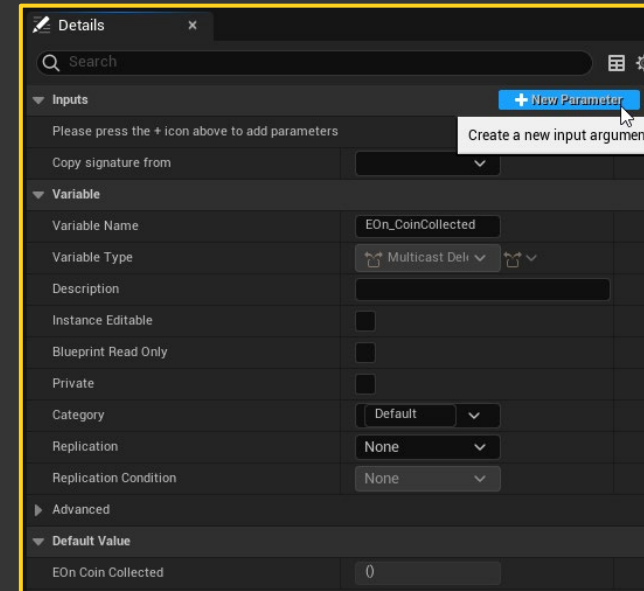 Details ×
Search
Inputs + New Parameter
Please press the + icon above to add parameters
Create a new input argumen
Copy signature from
Variable
Variable Name EOn_CoinCollected
Variable Type Multicast Dele
Description
Instance Editable
Blueprint Read Only
Private
Category Default
Replication None
Replication Condition None
Advanced
Default Value
EOn Coin Collected ()